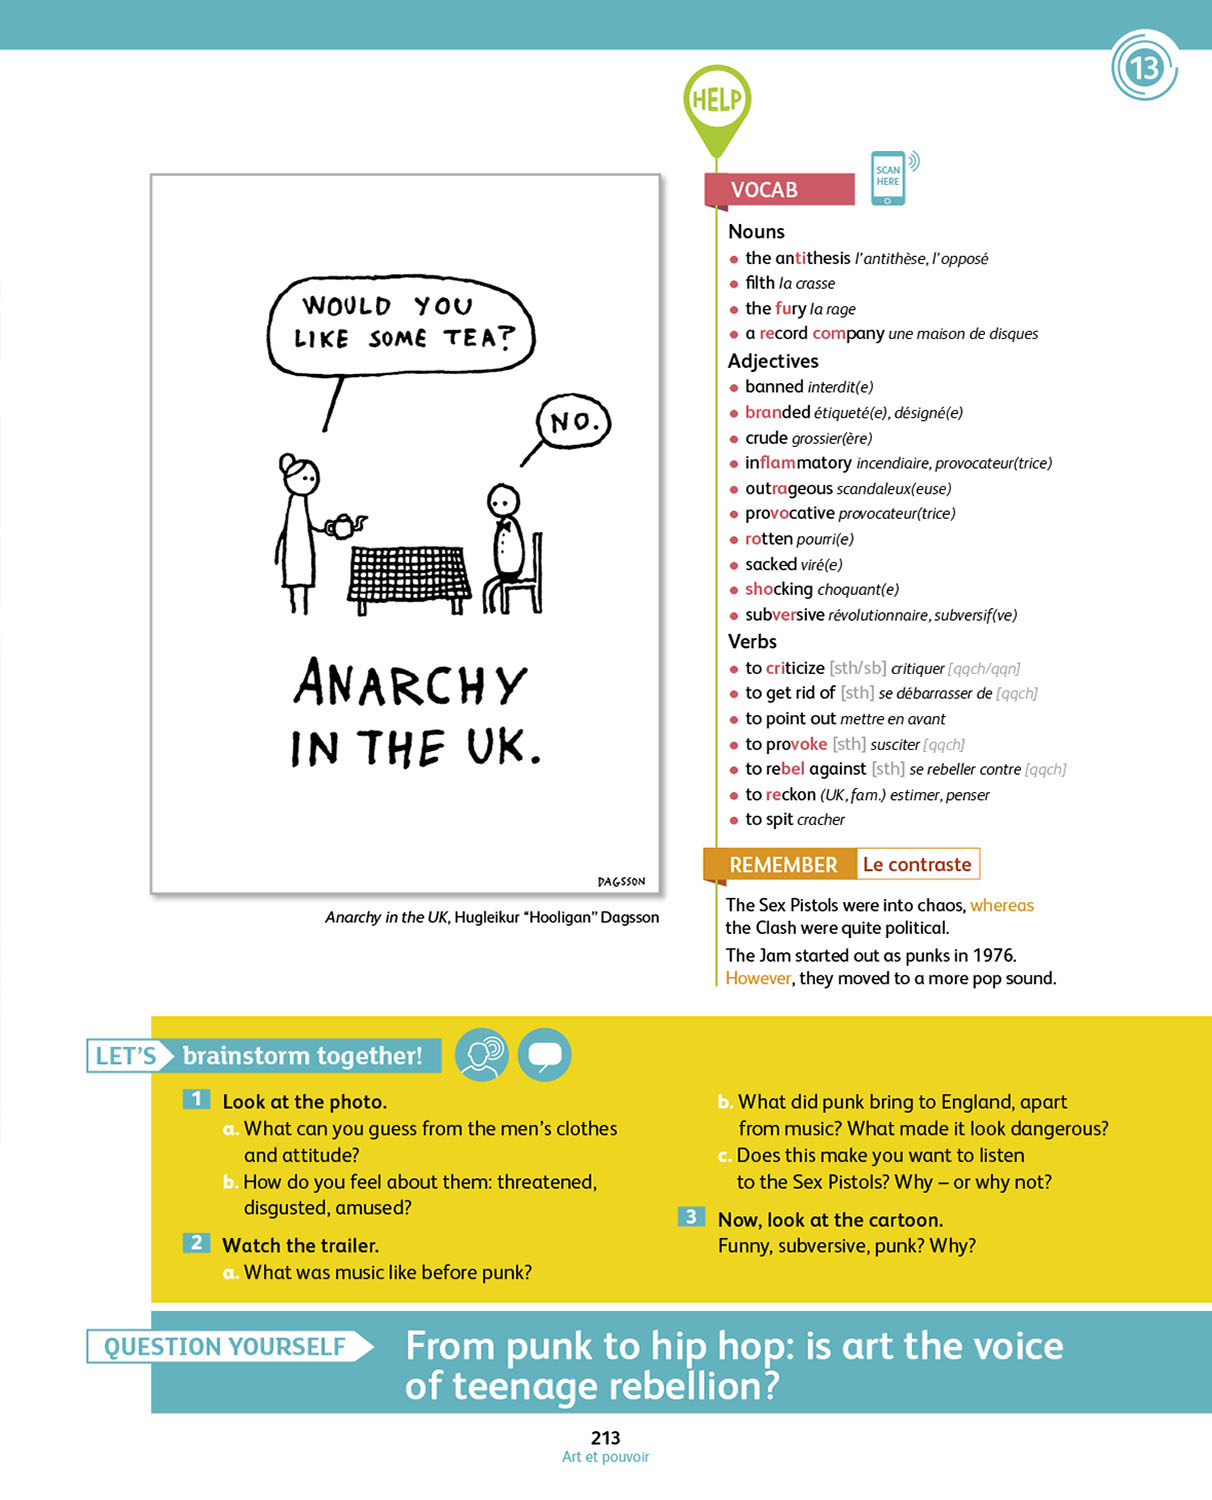 13
HELP
VOCAB
SCAN
HERE
Nouns
• the antithesis l'antithèse, l'opposé
• filth la crasse
• the fury la rage
• a record company une maison de disques
Adjectives
• banned interdit(e)
• branded étiqueté(e), désigné(e)
• crude grossier(ère)
• inflammatory incendiaire, provocateur(trice)
• outrageous scandaleux(euse)
• provocative provocateur(trice)
• rotten pourri(e)
• sacked viré(e)
• shocking choquant(e)
• subversive révolutionnaire, subversif(ve)
Verbs
• to criticize [sth/sb] critiquer [qqch/qqn]
• to get rid of [sth] se débarrasser de [qqch]
• to point out mettre en avant
• to provoke [sth] susciter [qqch]
• to rebel against [sth] se rebeller contre [qqch]
• to reckon (UK, fam.) estimer, penser
• to spit cracher
REMEMBER Le contraste
The Sex Pistols were into chaos, whereas
the Clash were quite political.
The Jam started out as punks in 1976.
However, they moved to a more pop sound.
WOULD YOU
LIKE SOME TEA?
NO.
ANARCHY
IN THE UK.
DAGSSON
Anarchy in the UK, Hugleikur “Hooligan” Dagsson
LET'S brainstorm together!
1 Look at the photo.
a. What can you guess from the men's clothes
and attitude?
b. How do you feel about them: threatened,
disgusted, amused?
2 Watch the trailer.
a. What was music like before punk?
b. What did punk bring to England, apart
from music? What made it look dangerous?
c. Does this make you want to listen
to the Sex Pistols? Why – or why not?
3 Now, look at the cartoon.
Funny, subversive, punk? Why?
QUESTION YOURSELF
From punk to hip hop: is art the voice
of teenage rebellion?
213
Art et pouvoir